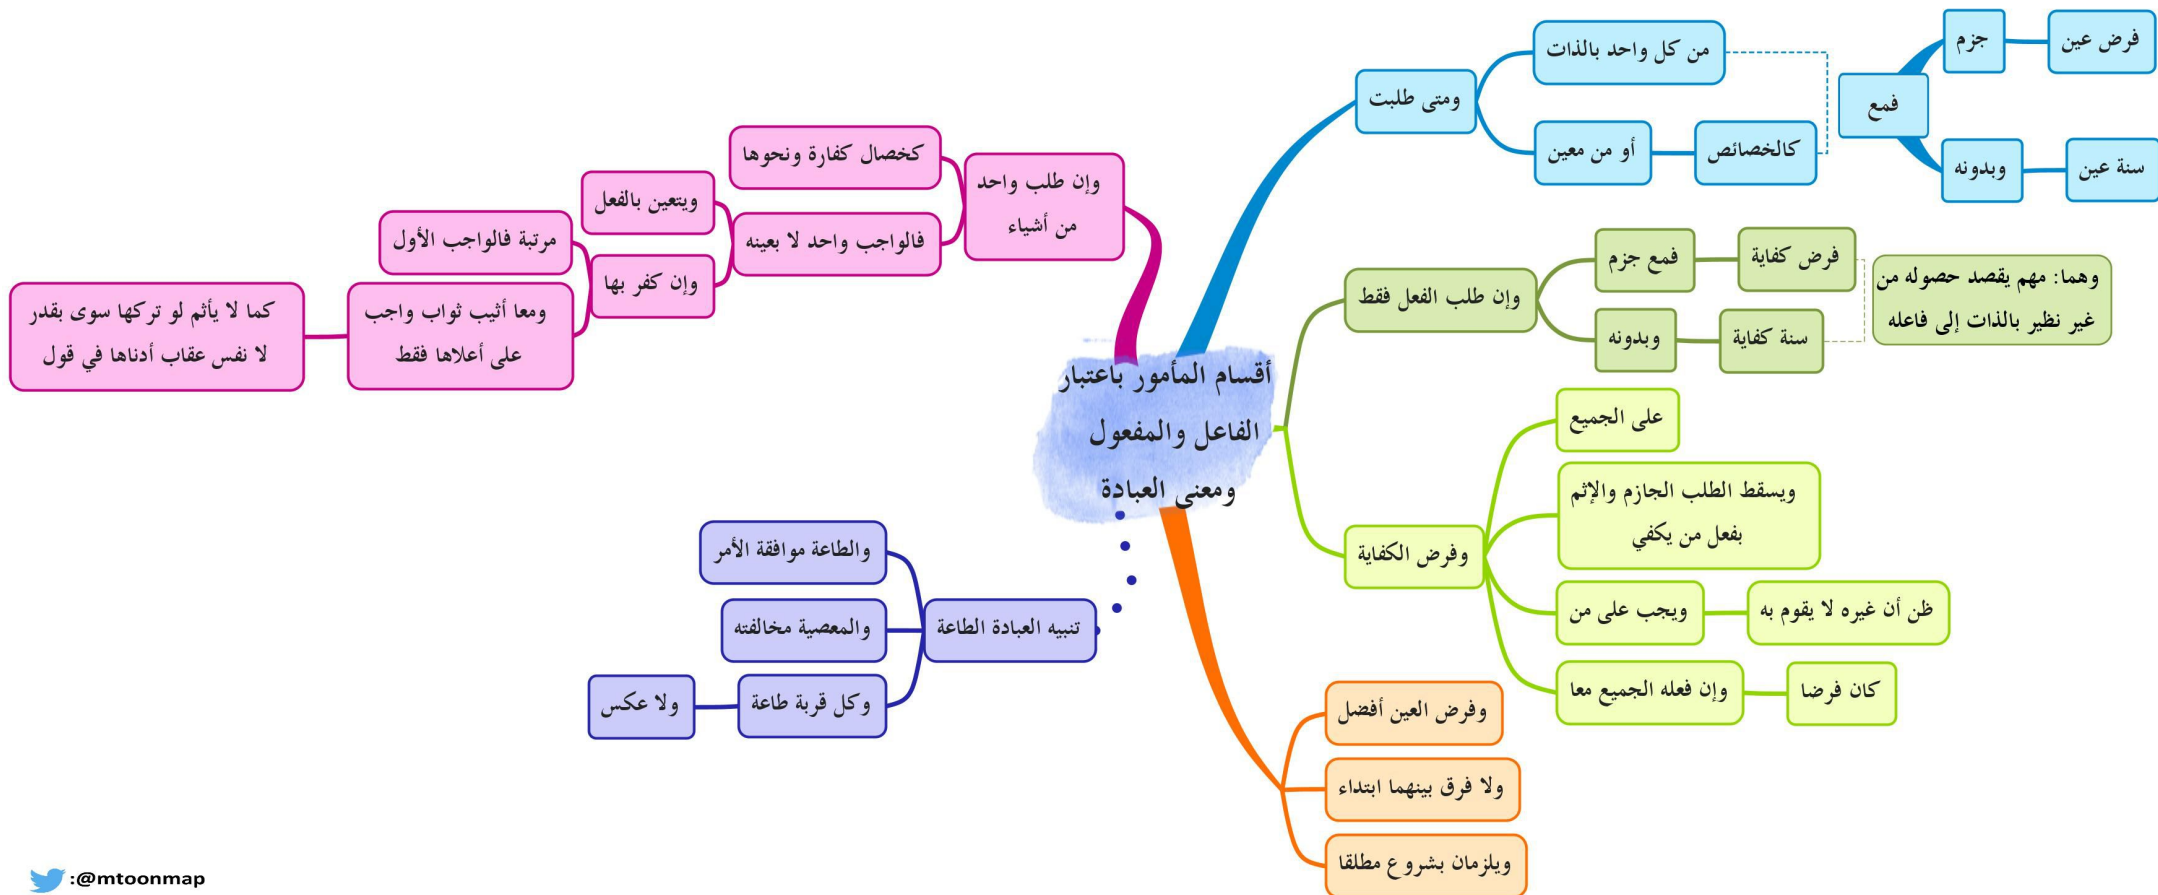 أقسام المأمور باعتبار
الفاعل والمفعول
ومعنى العبادة
ومتى طلبت
من كل واحد بالذات
أو من معين
كالخصائص
فمع
جزم
فرض عين
وبدونه
سنة عين
وإن طلب الفعل فقط
فمع جزم
فرض كفاية
وبدونه
سنة كفاية
وهما: مهم يقصد حصوله من
غير نظير بالذات إلى فاعله
وفرض الكفاية
على الجميع
ويسقط الطلب الجازم والإثم
بفعل من يكفي
ويجب على من
ظن أن غيره لا يقوم به
وإن فعله الجميع معا
كان فرضا
وفرض العين أفضل
ولا فرق بينهما ابتداء
ويلزمان بشروع مطلقا
وإن طلب واحد
من أشياء
كخصال كفارة ونحوها
فالواجب واحد لا بعينه
ويتعين بالفعل
وإن كفر بها
مرتبة فالواجب الأول
ومعا أثيب ثواب واجب
على أعلاها فقط
كما لا يأثم لو تركها سوى بقدر
لا نفس عقاب أدناها في قول
تنبيه العبادة الطاعة
والطاعة موافقة الأمر
والمعصية مخالفته
وكل قربة طاعة
ولا عكس
:@mtoonmap